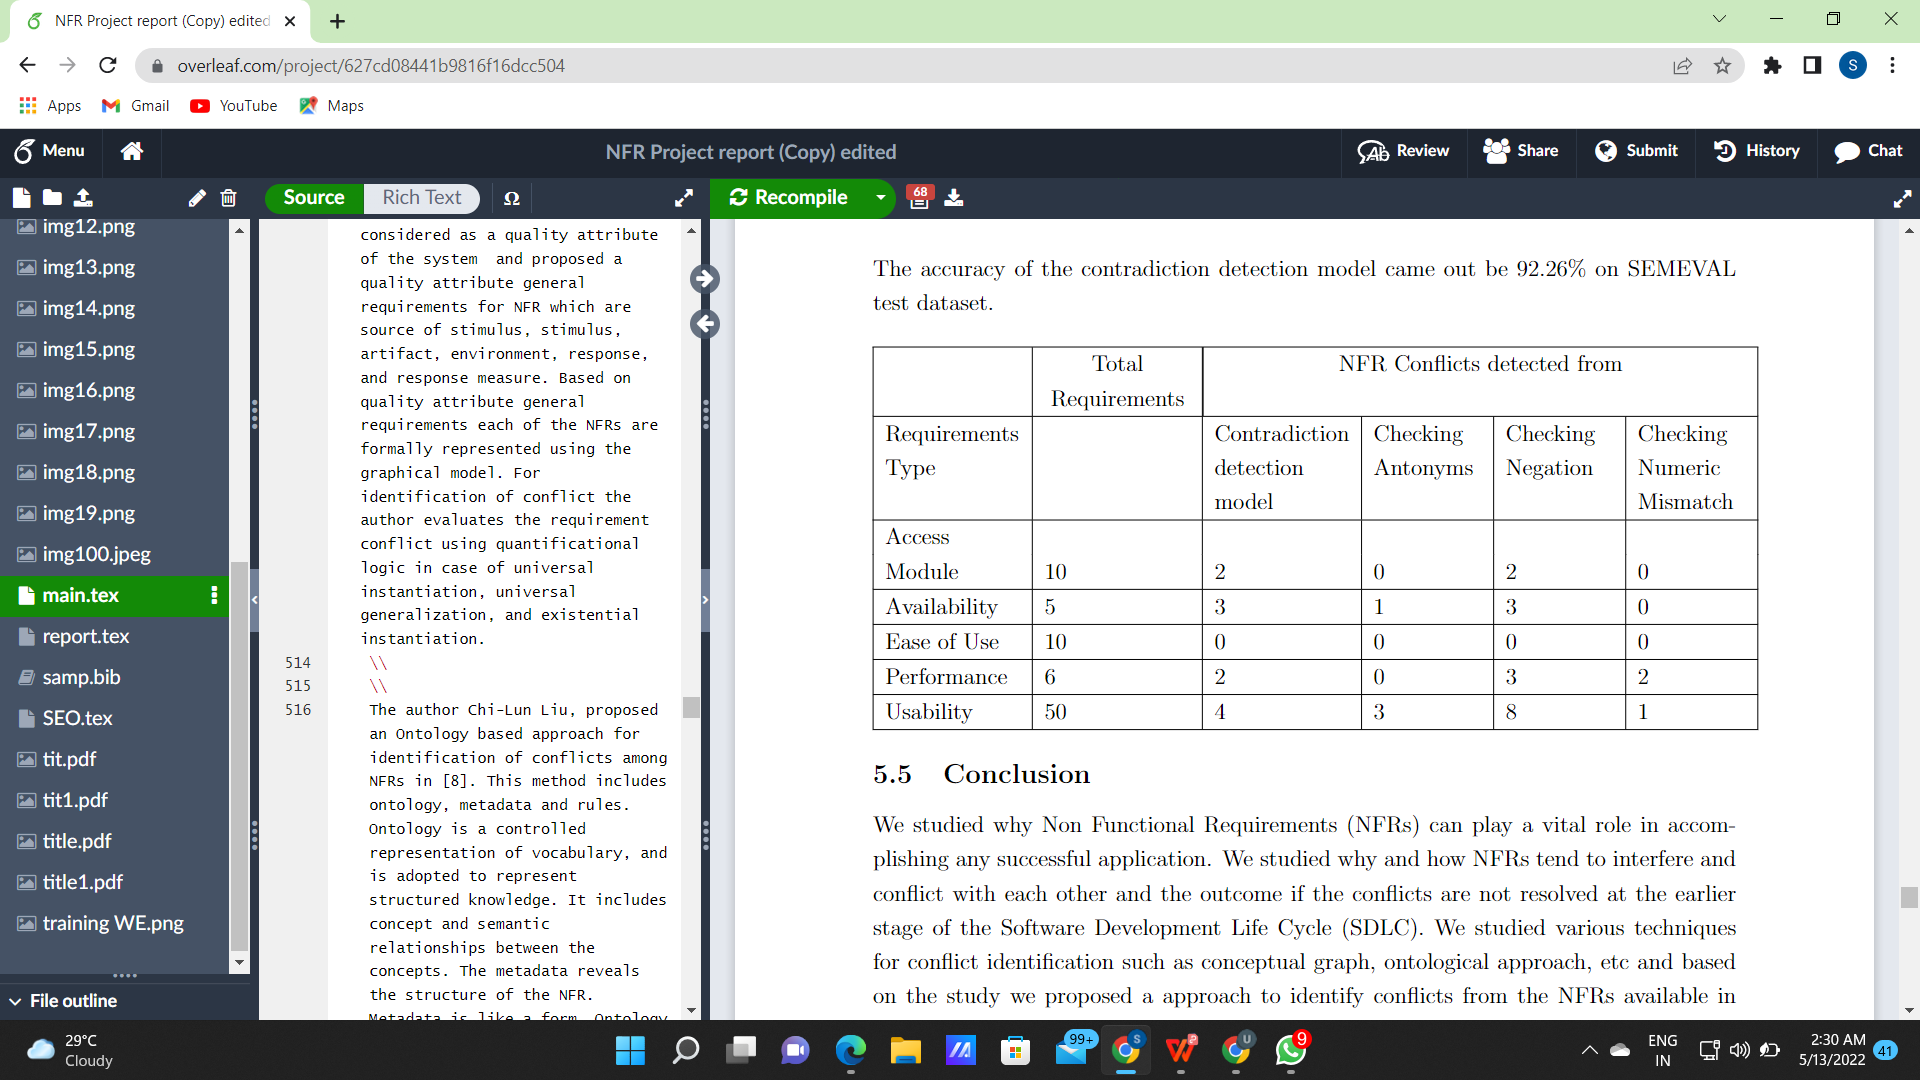 NFR Project report (Copy) edited
overleaf.com/project/627cd08441b9816f16dcc504
S
Apps Gmail YouTube Maps
Menu
NFR Project report (Copy) edited
Review Share Submit History Chat
Source Rich Text Ω
Recompile 68
img12.png
img13.png
img14.png
img15.png
img16.png
img17.png
img18.png
img19.png
img100.jpeg
main.tex
report.tex
samp.bib
SEO.tex
tit.pdf
tit1.pdf
title.pdf
title1.pdf
training WE.png
File outline
considered as a quality attribute
of the system and proposed a
quality attribute general
requirements for NFR which are
source of stimulus, stimulus,
artifact, environment, response,
and response measure. Based on
quality attribute general
requirements each of the NFRs are
formally represented using the
graphical model. For
identification of conflict the
author evaluates the requirement
conflict using quantificational
logic in case of universal
instantiation, universal
generalization, and existential
instantiation.
514 \\
515 \\
516 The author Chi-Lun Liu, proposed
an Ontology based approach for
identification of conflicts among
NFRs in [8]. This method includes
ontology, metadata and rules.
Ontology is a controlled
representation of vocabulary, and
is adopted to represent
structured knowledge. It includes
concept and semantic
relationships between the
concepts. The metadata reveals
the structure of the NFR.
Metadata is like a form. Ontology
The accuracy of the contradiction detection model came out be 92.26% on SEMEVAL
test dataset.
Total NFR Conflicts detected from
Requirements
Requirements Contradiction Checking Checking Checking
Type detection Antonyms Negation Numeric
model Mismatch
Access
Module 10 2 0 2 0
Availability 5 3 1 3 0
Ease of Use 10 0 0 0 0
Performance 6 2 0 3 2
Usability 50 4 3 8 1
5.5 Conclusion
We studied why Non Functional Requirements (NFRs) can play a vital role in accom-
plishing any successful application. We studied why and how NFRs tend to interfere and
conflict with each other and the outcome if the conflicts are not resolved at the earlier
stage of the Software Development Life Cycle (SDLC). We studied various techniques
for conflict identification such as conceptual graph, ontological approach, etc and based
on the study we proposed a approach to identify conflicts from the NFRs available in
29°C
Cloudy
99+
S
U
9
ENG
IN
2:30 AM
5/13/2022
41